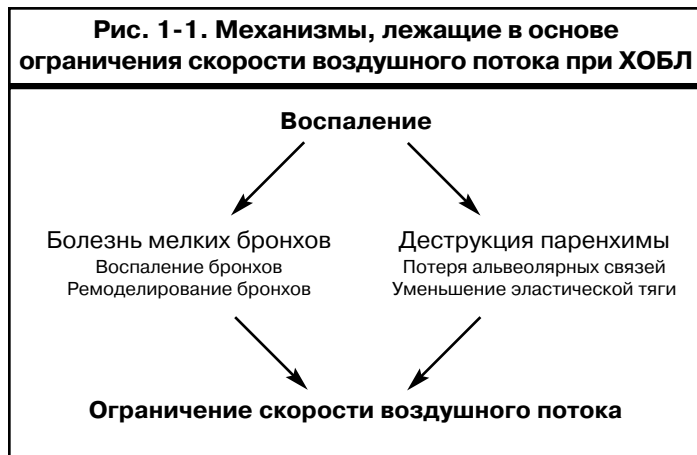 Рис. 1-1. Механизмы, лежащие в основе
ограничения скорости воздушного потока при ХОБЛ
Воспаление
Болезнь мелких бронхов
Воспаление бронхов
Ремоделирование бронхов
Деструкция паренхимы
Потеря альвеолярных связей
Уменьшение эластической тяги
Ограничение скорости воздушного потока